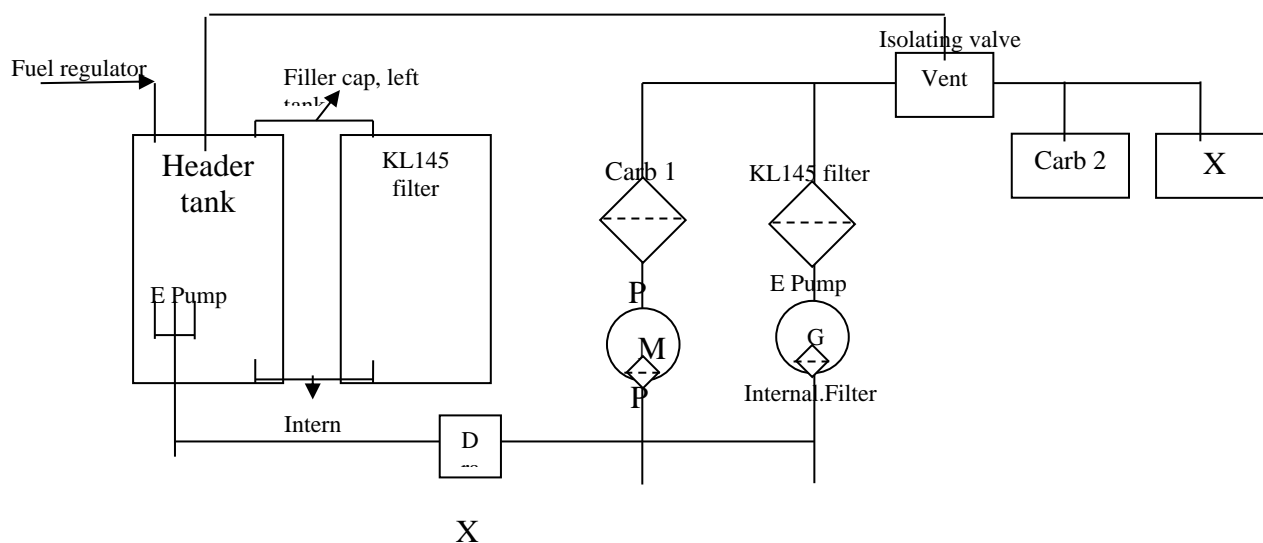 Isolating valve
Fuel regulator
Filler cap, left
tank
Vent
Header
tank
KL145
filter
Carb 1
KL145 filter
Carb 2
X
E Pump
P
E Pump
M
G
P
Internal.Filter
Intern
D
X